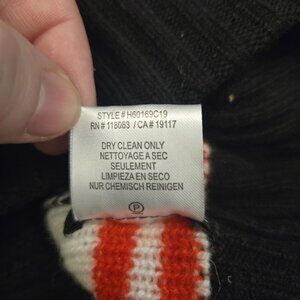 STYLE # H60169C19
RN # 118063 / CA # 19117
DRY CLEAN ONLY
NETTOYAGE A SEC
SEULEMENT
LIMPIEZA EN SECO
NUR CHEMISCH REINIGEN
P